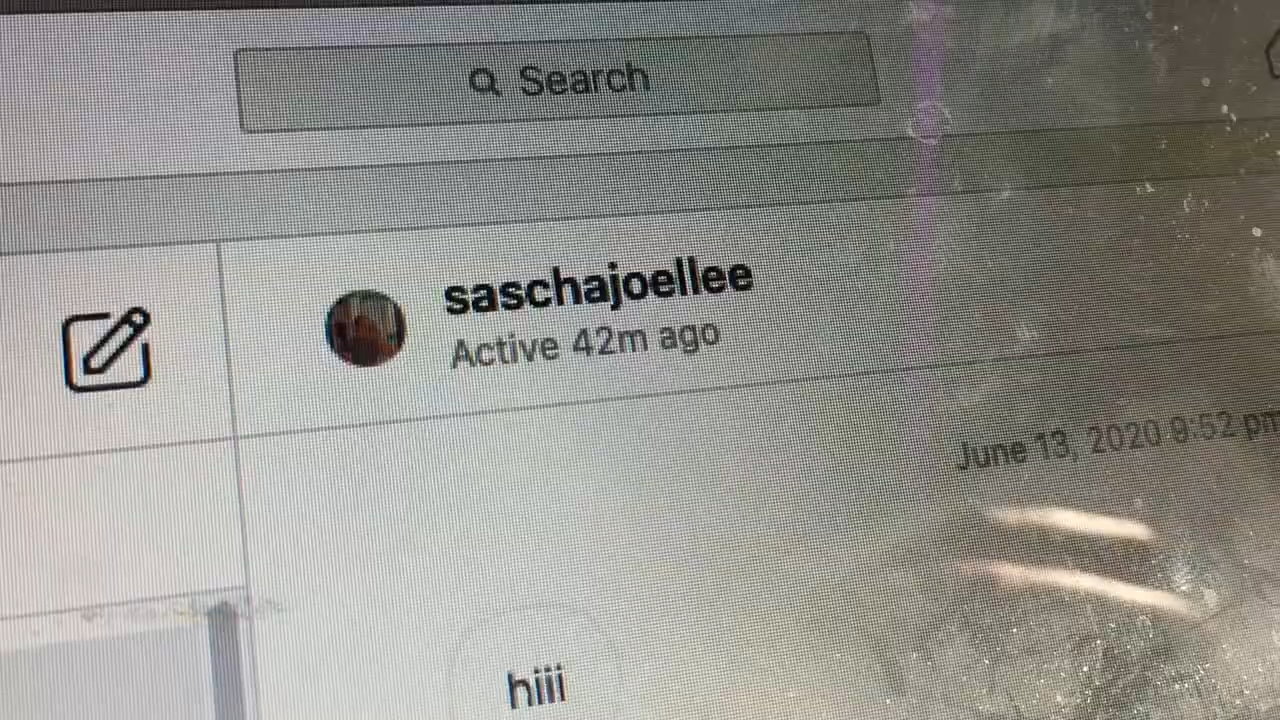 Search
saschajoellee
Active 42m ago
June 13, 2020 9:52 pm
hiii